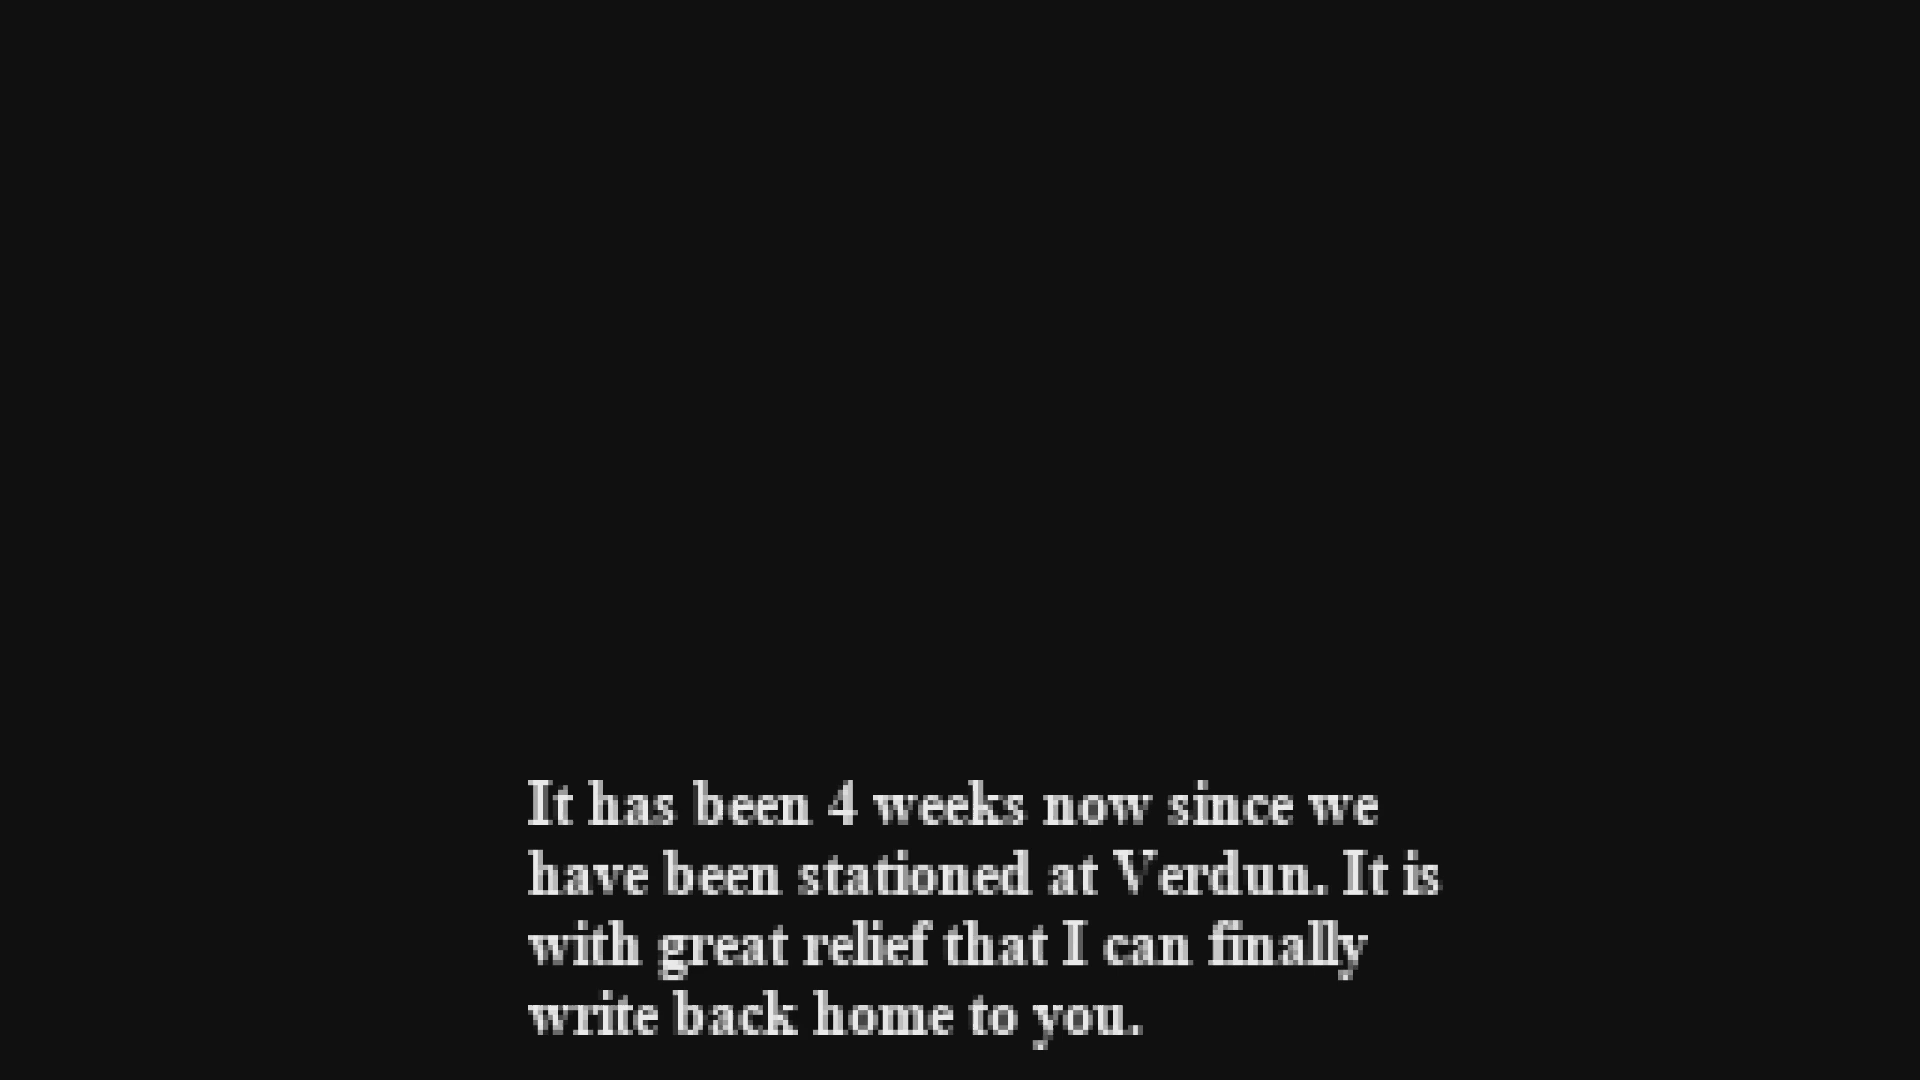 It has been 4 weeks now since we
have been stationed at Verdun. It is
with great relief that I can finally
write back home to you.